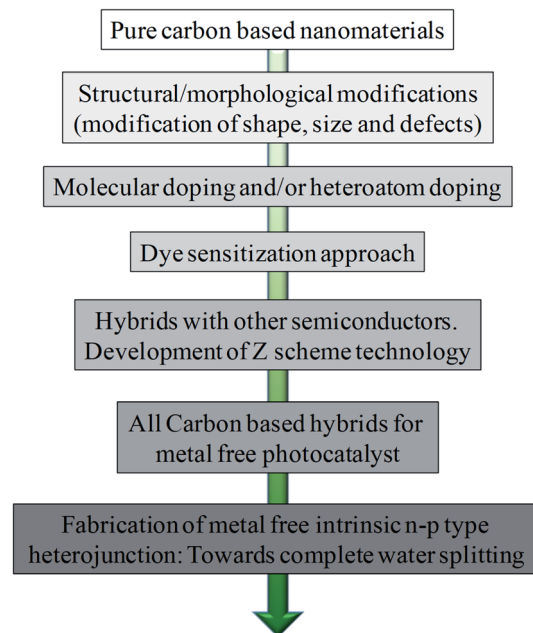 Pure carbon based nanomaterials
Structural/morphological modifications
(modification of shape, size and defects)
Molecular doping and/or heteroatom doping
Dye sensitization approach
Hybrids with other semiconductors.
Development of Z scheme technology
All Carbon based hybrids for
metal free photocatalyst
Fabrication of metal free intrinsic n-p type
heterojunction: Towards complete water splitting